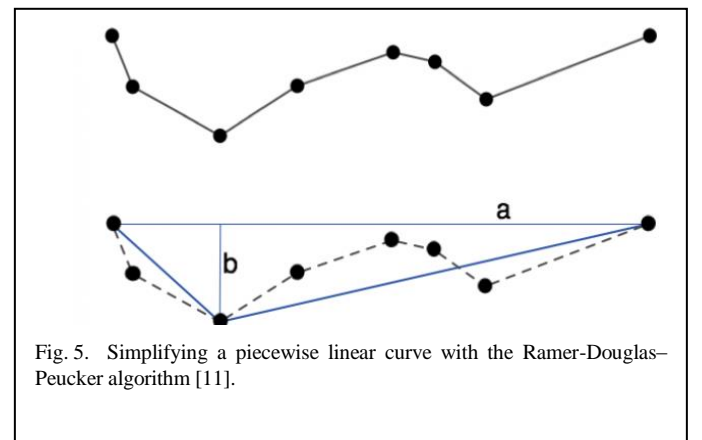 a
b
Fig. 5. Simplifying a piecewise linear curve with the Ramer-Douglas–
Peucker algorithm [11].